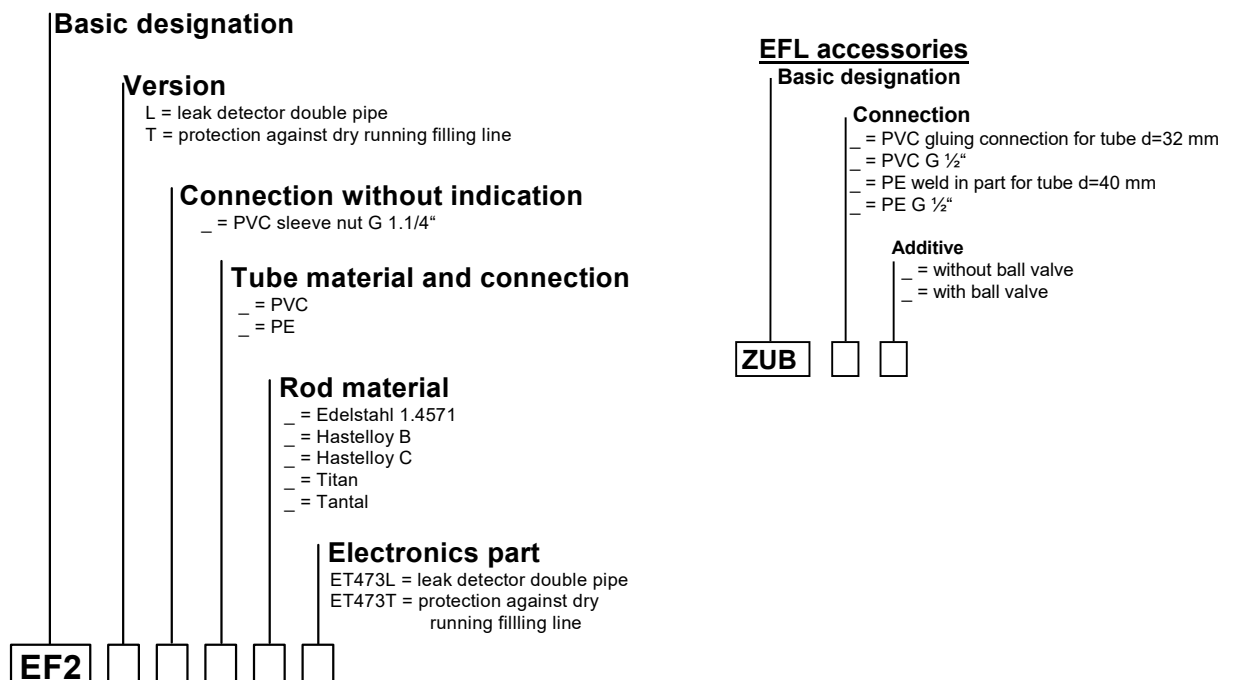 Basic designation
Version
L = leak detector double pipe
T = protection against dry running filling line
Connection without indication
_ = PVC sleeve nut G 1.1/4“
Tube material and connection
_ = PVC
_ = PE
Rod material
_ = Edelstahl 1.4571
_ = Hastelloy B
_ = Hastelloy C
_ = Titan
_ = Tantal
Electronics part
ET473L = leak detector double pipe
ET473T = protection against dry
running fillling line
EF2
EFL accessories
Basic designation
Connection
_ = PVC gluing connection for tube d=32 mm
_ = PVC G ½“
_ = PE weld in part for tube d=40 mm
_ = PE G ½“
Additive
_ = without ball valve
_ = with ball valve
ZUB